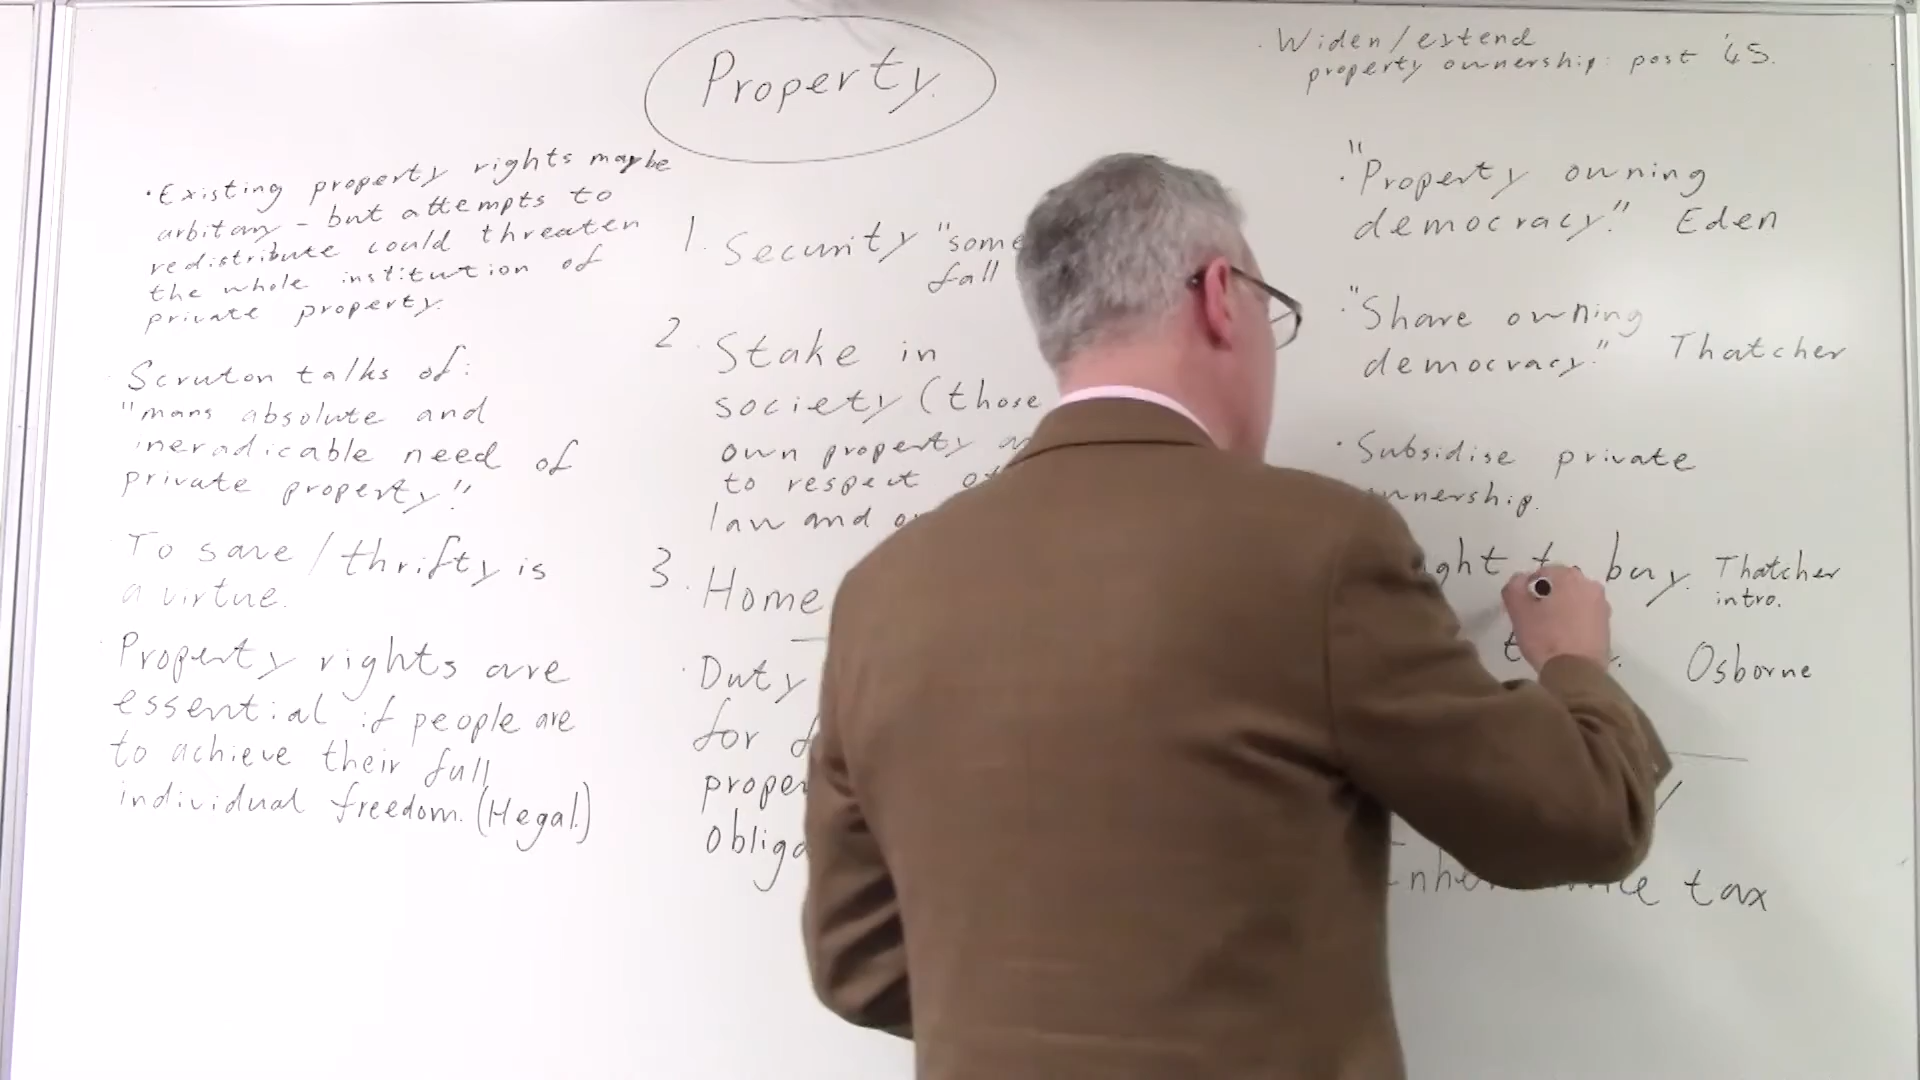 Property.
· Existing property rights maybe
arbitary - but attempts to
redistribute could threaten
the whole institution of
private property.
· Scruton talks of:
"mans absolute and
ineradicable need of
private property"
· To save / thrifty is
a virtue.
· Property rights are
essential if people are
to achieve their full
individual freedom. (Hegal.)
1. Security "some
fall
2. Stake in
society (those
own property
to respect
law and
3. Home
· Duty
for
obliga
· Widen/extend
property ownership: post '45.
· "Property owning
democracy." Eden
· "Share owning
democracy." Thatcher
· Subsidise private
ownership.
buy. Thatcher
intro.
Osborne
tax